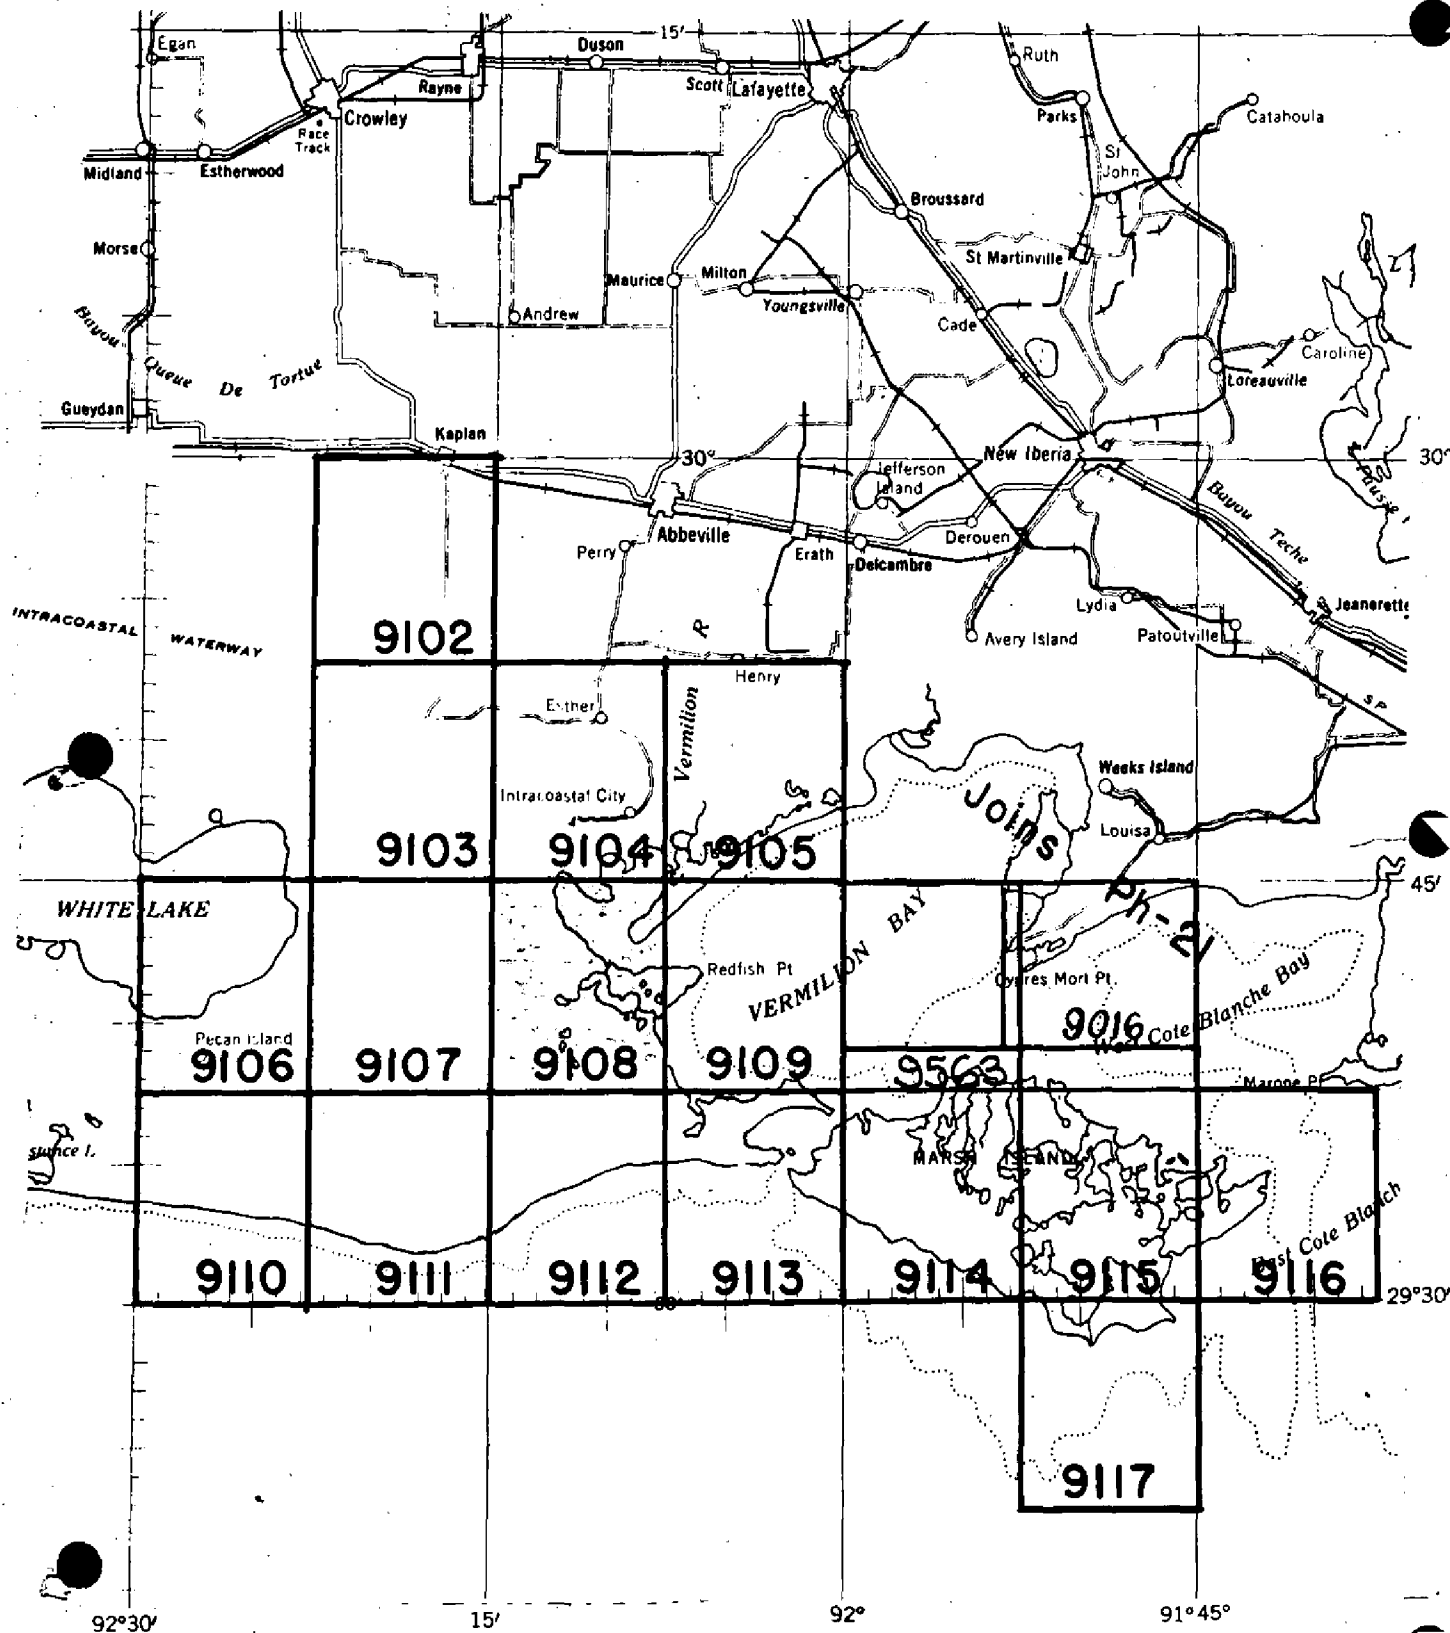 15'
Egan
Duson
Ruth
Rayne
Scott
Lafayette
Parks
Catahoula
Crowley
Race
Track
St
John
Midland
Estherwood
Broussard
Morse
St Martinville
Maurice
Milton
Youngsville
Andrew
Cade
Caroline
Bayou Queue De Tortue
Loreauville
Gueydan
Kaplan
30°
Jefferson
Island
New Iberia
30°
Bayou Teche
Abbeville
Perry
Erath
Delcambre
Derouen
INTRACOASTAL WATERWAY
9102
R
Lydia
Jeanerette
Avery Island
Patoutville
Henry
Esther
Vermilion
S P
Weeks Island
Intracoastal City
Joins
Louisa
9103
9104
9105
45'
WHITE LAKE
Ph-21
VERMILION BAY
Redfish Pt
Cypres Mort Pt.
Pecan Island
9016
West Cote Blanche Bay
9106
9107
9108
9109
9563
Marone Pt
MARSH ISLAND
East Cote Blanch
9110
9111
9112
9113
9114
9115
9116
29°30'
9117
92°30'
15'
92°
91°45°